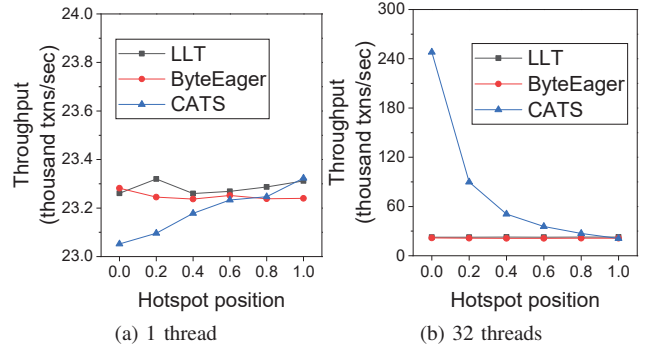 Throughput
(thousand txns/sec)
24.0
23.8
23.6
23.4
23.2
23.0
LLT
ByteEager
CATS
0.0 0.2 0.4 0.6 0.8 1.0
Hotspot position
(a) 1 thread
Throughput
(thousand txns/sec)
300
240
180
120
60
0
LLT
ByteEager
CATS
0.0 0.2 0.4 0.6 0.8 1.0
Hotspot position
(b) 32 threads